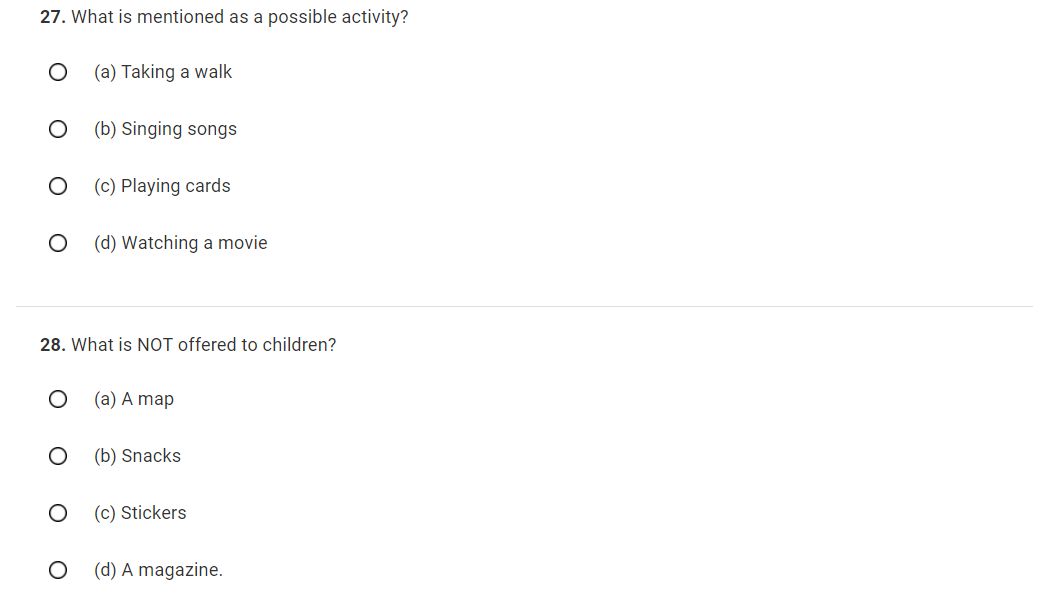 27. What is mentioned as a possible activity?
(a) Taking a walk
(b) Singing songs
(c) Playing cards
(d) Watching a movie
28. What is NOT offered to children?
(a) A map
(b) Snacks
(c) Stickers
(d) A magazine.